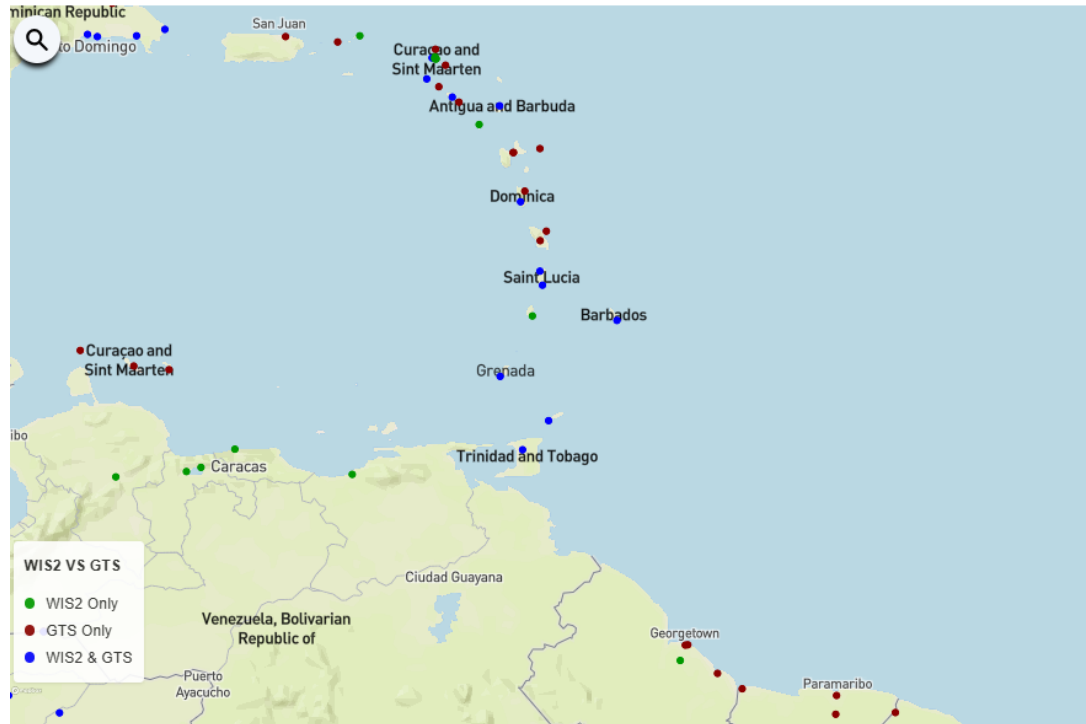 minican Republic
to Domingo
San Juan
Curaçao and
Sint Maarten
Antigua and Barbuda
Dominica
Saint Lucia
Barbados
Curaçao and
Sint Maarten
Grenada
ibo
Caracas
Trinidad and Tobago
WIS2 VS GTS
WIS2 Only
GTS Only
WIS2 & GTS
Ciudad Guayana
Venezuela, Bolivarian
Republic of
Puerto
Ayacucho
Georgetown
Paramaribo